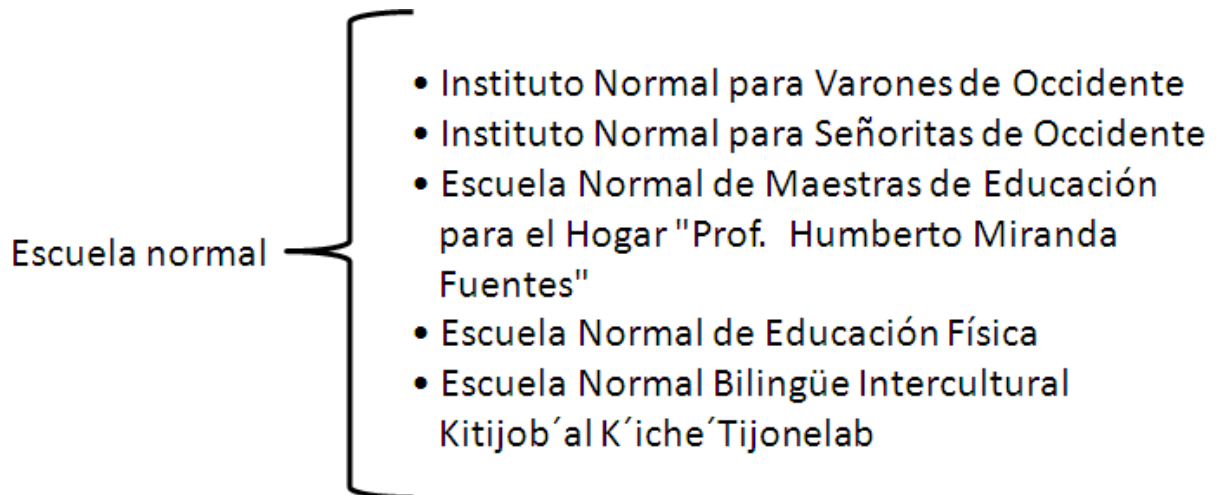 Escuela normal
• Instituto Normal para Varones de Occidente
• Instituto Normal para Señoritas de Occidente
• Escuela Normal de Maestras de Educación
para el Hogar "Prof.  Humberto Miranda
Fuentes"
• Escuela Normal de Educación Física
• Escuela Normal Bilingüe Intercultural
Kitijob´al K´iche´Tijonelab